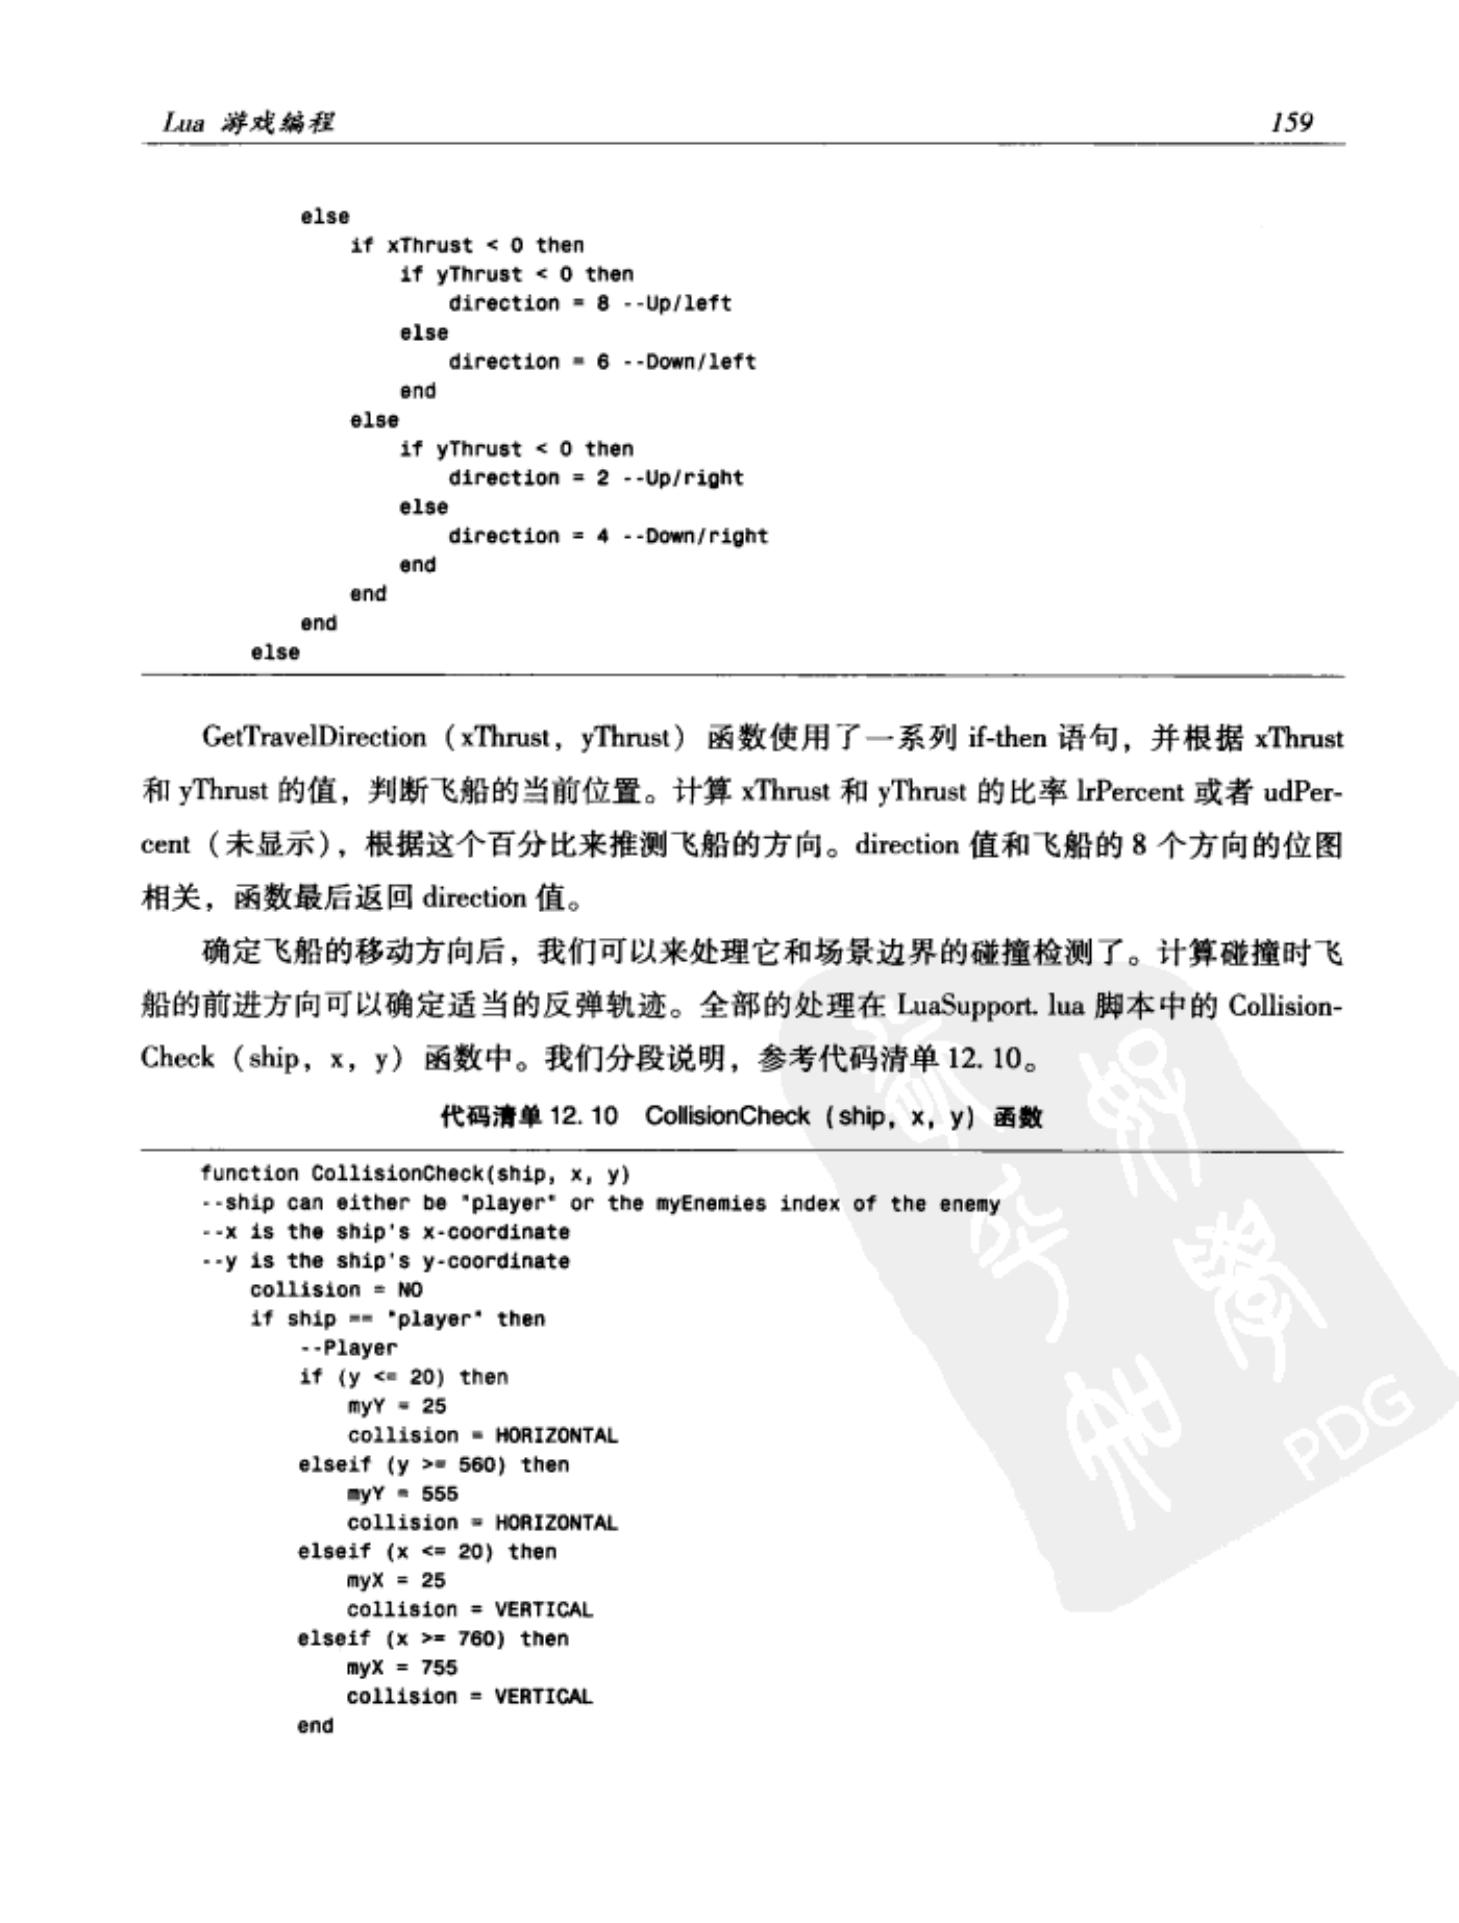 Lua 游戏编程
159
else
if xThrust < 0 then
if yThrust < 0 then
direction = 8 --Up/left
else
direction = 6 --Down/left
end
else
if yThrust < 0 then
direction = 2 --Up/right
else
direction = 4 --Down/right
end
end
end
else
GetTravelDirection（xThrust，yThrust）函数使用了一系列 if-then 语句，并根据 xThrust
和 yThrust 的值，判断飞船的当前位置。计算 xThrust 和 yThrust 的比率 lrPercent 或者 udPer-
cent（未显示），根据这个百分比来推测飞船的方向。direction 值和飞船的 8 个方向的位图
相关，函数最后返回 direction 值。
确定飞船的移动方向后，我们可以来处理它和场景边界的碰撞检测了。计算碰撞时飞
船的前进方向可以确定适当的反弹轨迹。全部的处理在 LuaSupport. lua 脚本中的 Collision-
Check（ship，x，y）函数中。我们分段说明，参考代码清单 12. 10。
代码清单 12. 10 CollisionCheck（ship，x，y）函数
function CollisionCheck(ship, x, y)
--ship can either be "player" or the myEnemies index of the enemy
--x is the ship's x-coordinate
--y is the ship's y-coordinate
collision = NO
if ship == "player" then
--Player
if (y <= 20) then
myY = 25
collision = HORIZONTAL
elseif (y >= 560) then
myY = 555
collision = HORIZONTAL
elseif (x <= 20) then
myX = 25
collision = VERTICAL
elseif (x >= 760) then
myX = 755
collision = VERTICAL
end
PDG